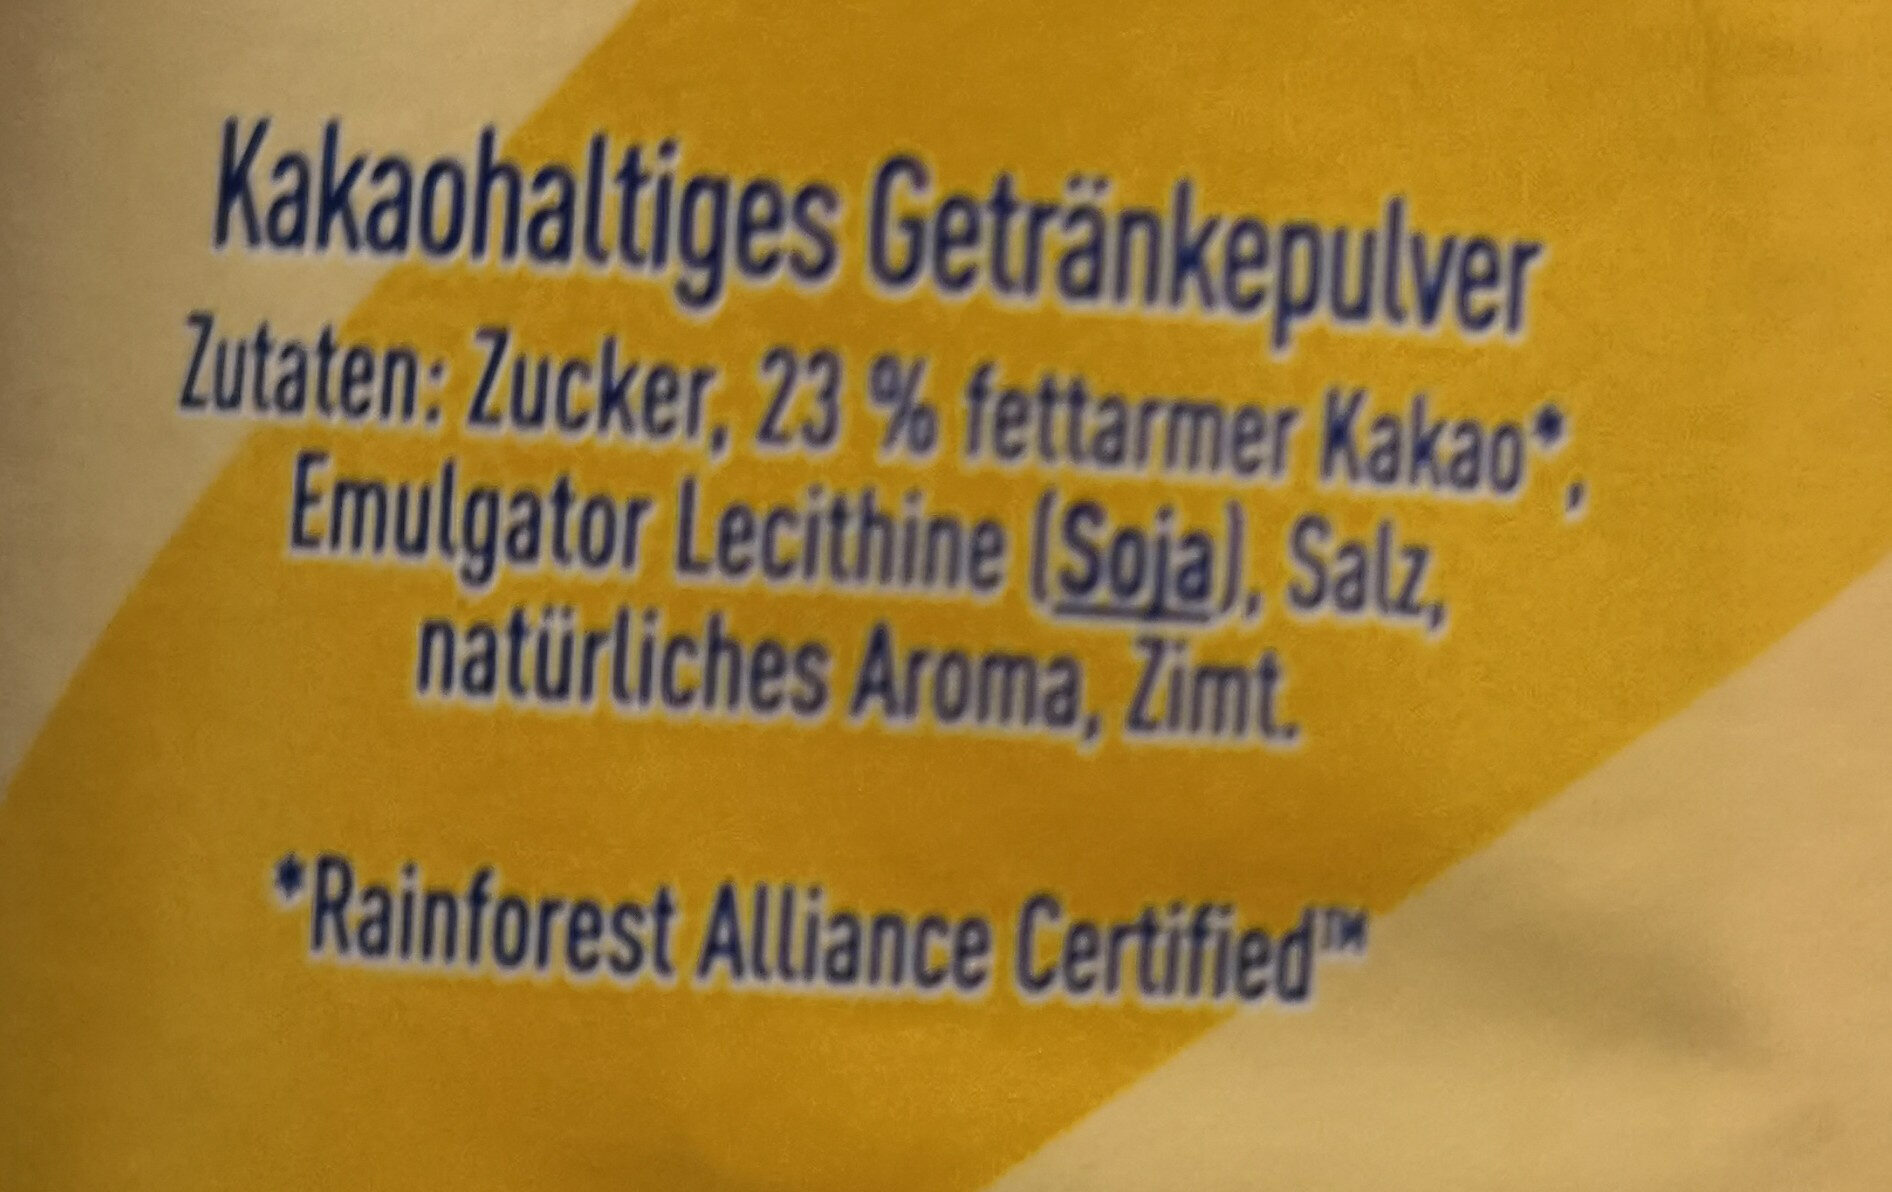 Kakaohaltiges Getränkepulver
Zutaten: Zucker, 23 % fettarmer Kakao*,
Emulgator Lecithine (Soja), Salz,
natürliches Aroma, Zimt.
*Rainforest Alliance Certified™